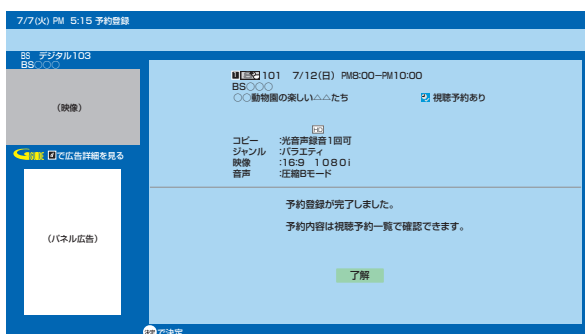 7/7(火) PM 5:15 予約登録
BS デジタル103
BS○○○
(映像)
GUIDE dで広告詳細を見る
(パネル広告)
101 7/12(日) PM8:00–PM10:00
BS○○○
○○動物園の楽しい△△たち 視聴予約あり
HD
コピー :光音声録音1回可
ジャンル :バラエティ
映像 :16:9 1080i
音声 :圧縮Bモード
予約登録が完了しました。
予約内容は視聴予約一覧で確認できます。
了解
決定で決定